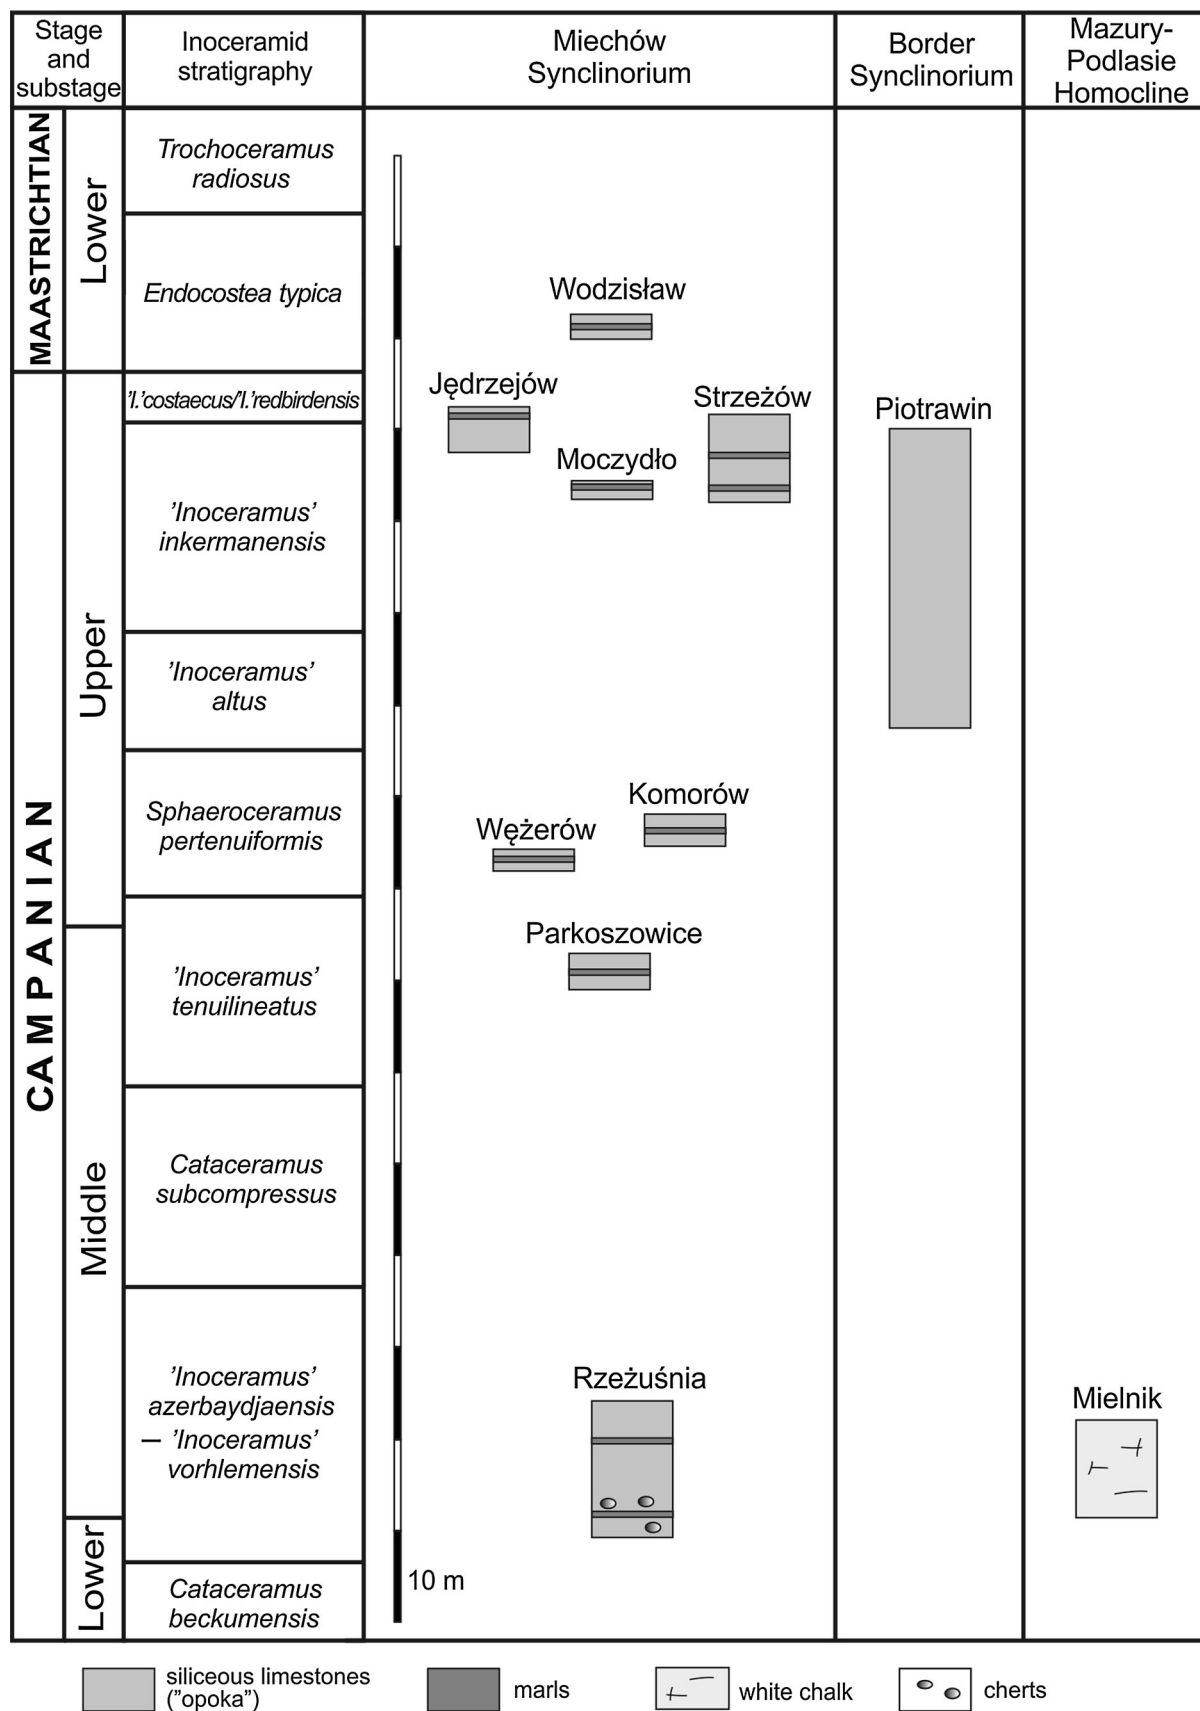 Stage
and
substage
Inoceramid
stratigraphy
Miechów
Synclinorium
Border
Synclinorium
Mazury-
Podlasie
Homocline
MAASTRICHTIAN
Lower
Trochoceramus
radiosus
Endocostea typica
Wodzisław
CAMPANIAN
Upper
'I.'costaecus/'I.'redbirdensis
Jędrzejów
Strzeżów
Piotrawin
Moczydło
'Inoceramus'
inkermanensis
'Inoceramus'
altus
Sphaeroceramus
pertenuiformis
Komorów
Wężerów
Middle
Parkoszowice
'Inoceramus'
tenuilineatus
Cataceramus
subcompressus
'Inoceramus'
azerbaydjaensis
– 'Inoceramus'
vorhlemensis
Rzeżuśnia
Mielnik
Lower
Cataceramus
beckumensis
10 m
siliceous limestones
("opoka")
marls
white chalk
cherts